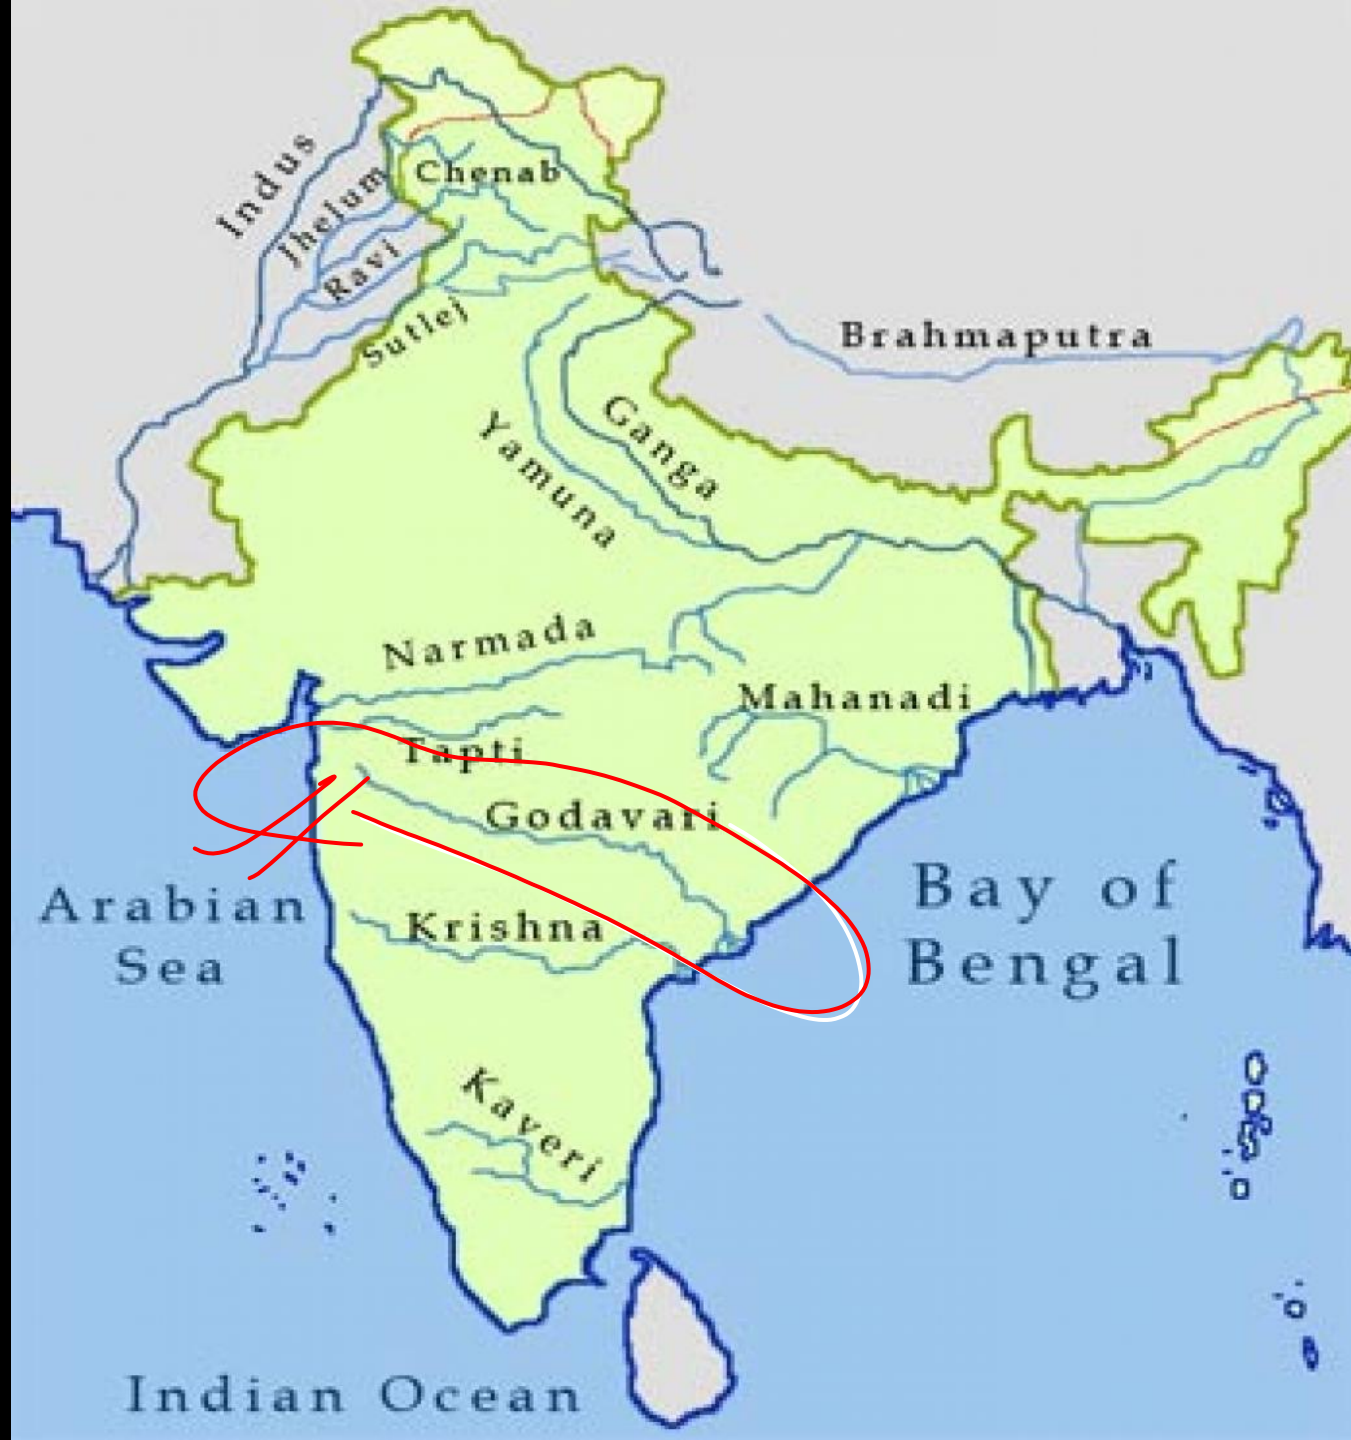 Indus
Jhelum
Chenab
Ravi
Sutlej
Brahmaputra
Ganga
Yamuna
Narmada
Mahanadi
Tapti
Godavari
Arabian
Sea
Krishna
Bay of
Bengal
Kaveri
Indian Ocean